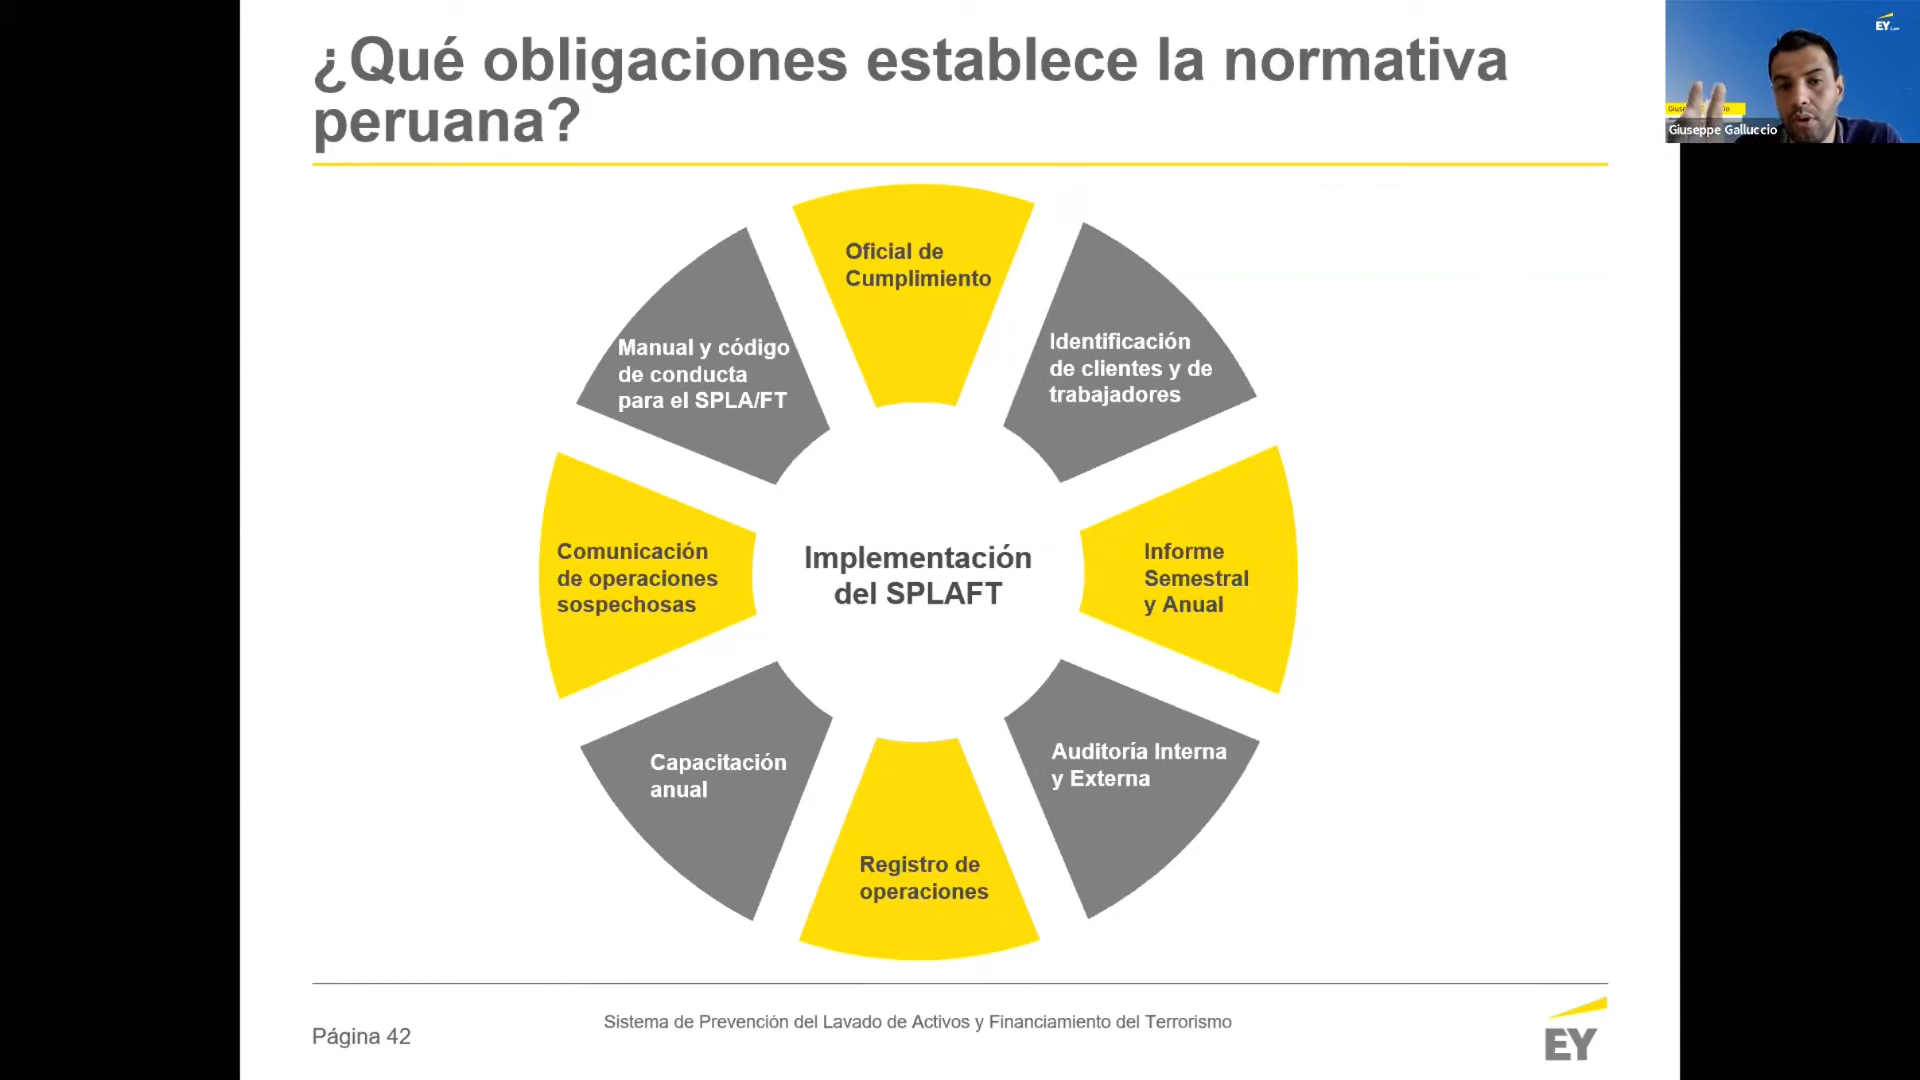 ¿Qué obligaciones establece la normativa
peruana?
EY
Giuseppe Galluccio
Oficial de
Cumplimiento
Identificación
de clientes y de
trabajadores
Informe
Semestral
y Anual
Auditoría Interna
y Externa
Registro de
operaciones
Capacitación
anual
Comunicación
de operaciones
sospechosas
Manual y código
de conducta
para el SPLA/FT
Implementación
del SPLAFT
Página 42
Sistema de Prevención del Lavado de Activos y Financiamiento del Terrorismo
EY